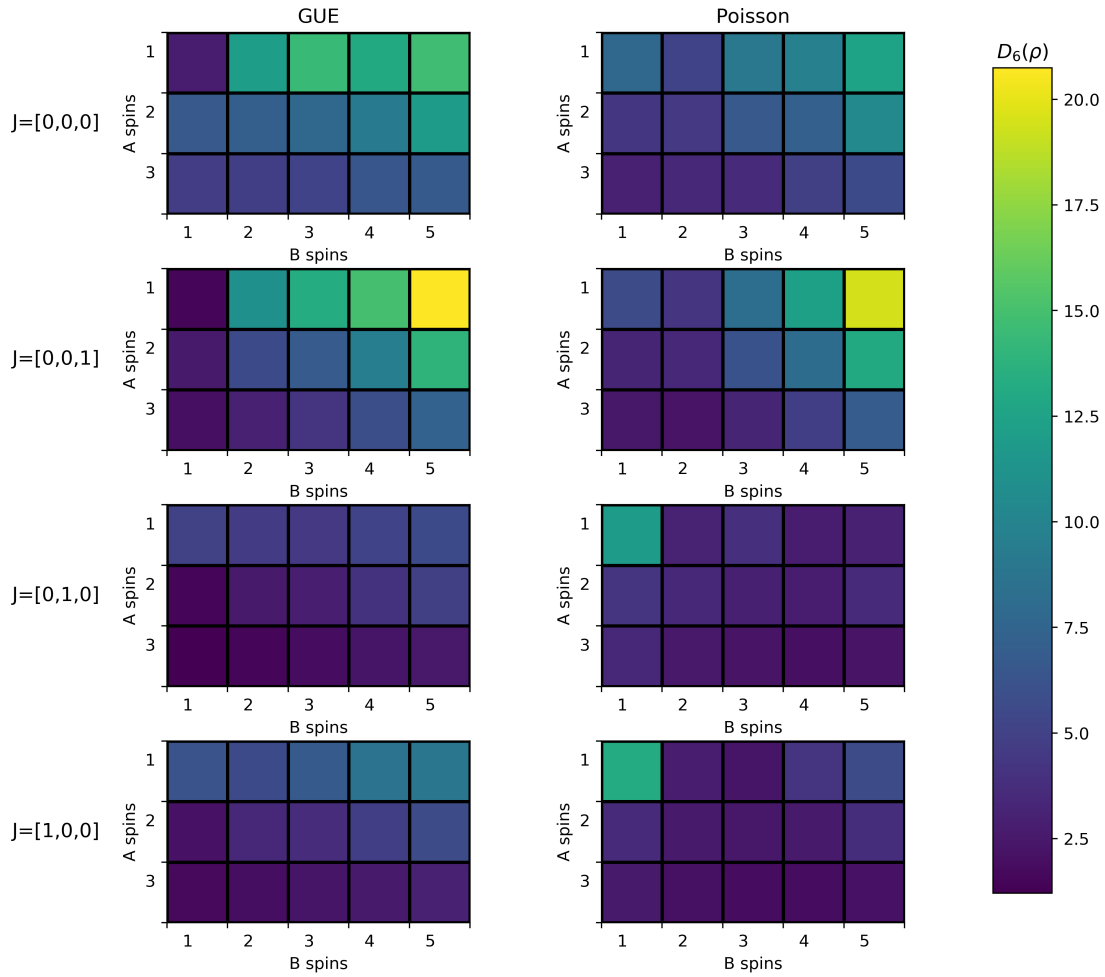 GUE
Poisson
D₆(ρ)
J=[0,0,0]
A spins
1
2
3
1 2 3 4 5
B spins
A spins
1
2
3
1 2 3 4 5
B spins
J=[0,0,1]
A spins
1
2
3
1 2 3 4 5
B spins
A spins
1
2
3
1 2 3 4 5
B spins
J=[0,1,0]
A spins
1
2
3
1 2 3 4 5
B spins
A spins
1
2
3
1 2 3 4 5
B spins
J=[1,0,0]
A spins
1
2
3
1 2 3 4 5
B spins
A spins
1
2
3
1 2 3 4 5
B spins
20.0
17.5
15.0
12.5
10.0
7.5
5.0
2.5